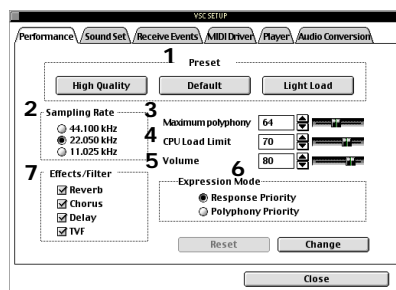 VSC SETUP
Performance Sound Set Receive Events MIDI Driver Player Audio Conversion
1
Preset
High Quality Default Light Load
2 Sampling Rate
44.100 kHz
22.050 kHz
11.025 kHz
3
Maximum polyphony 64
4
CPU Load Limit 70
5
Volume 80
6
Expression Mode
Response Priority
Polyphony Priority
7 Effects/Filter
Reverb
Chorus
Delay
TVF
Reset Change
Close